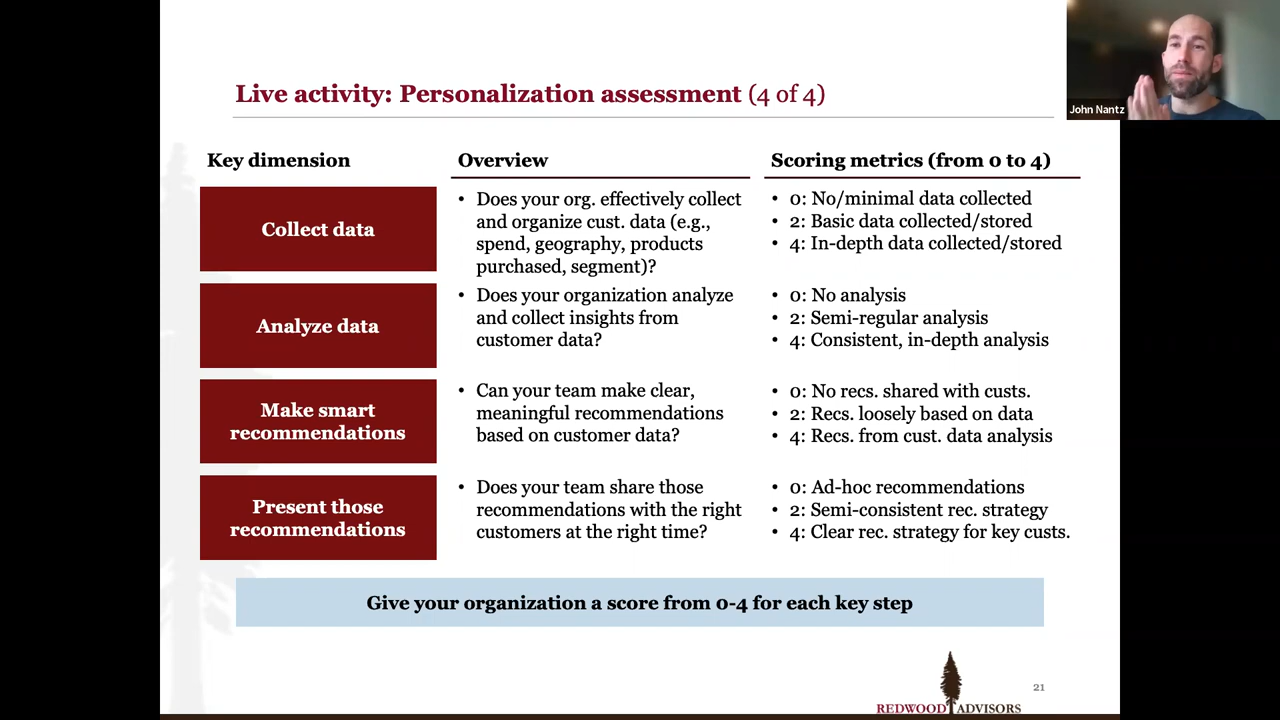 Live activity: Personalization assessment (4 of 4)
John Nantz
Key dimension
Overview
Scoring metrics (from 0 to 4)
Collect data
• Does your org. effectively collect
and organize cust. data (e.g.,
spend, geography, products
purchased, segment)?
• 0: No/minimal data collected
• 2: Basic data collected/stored
• 4: In-depth data collected/stored
Analyze data
• Does your organization analyze
and collect insights from
customer data?
• 0: No analysis
• 2: Semi-regular analysis
• 4: Consistent, in-depth analysis
Make smart
recommendations
• Can your team make clear,
meaningful recommendations
based on customer data?
• 0: No recs. shared with custs.
• 2: Recs. loosely based on data
• 4: Recs. from cust. data analysis
Present those
recommendations
• Does your team share those
recommendations with the right
customers at the right time?
• 0: Ad-hoc recommendations
• 2: Semi-consistent rec. strategy
• 4: Clear rec. strategy for key custs.
Give your organization a score from 0-4 for each key step
REDWOOD ADVISORS
21